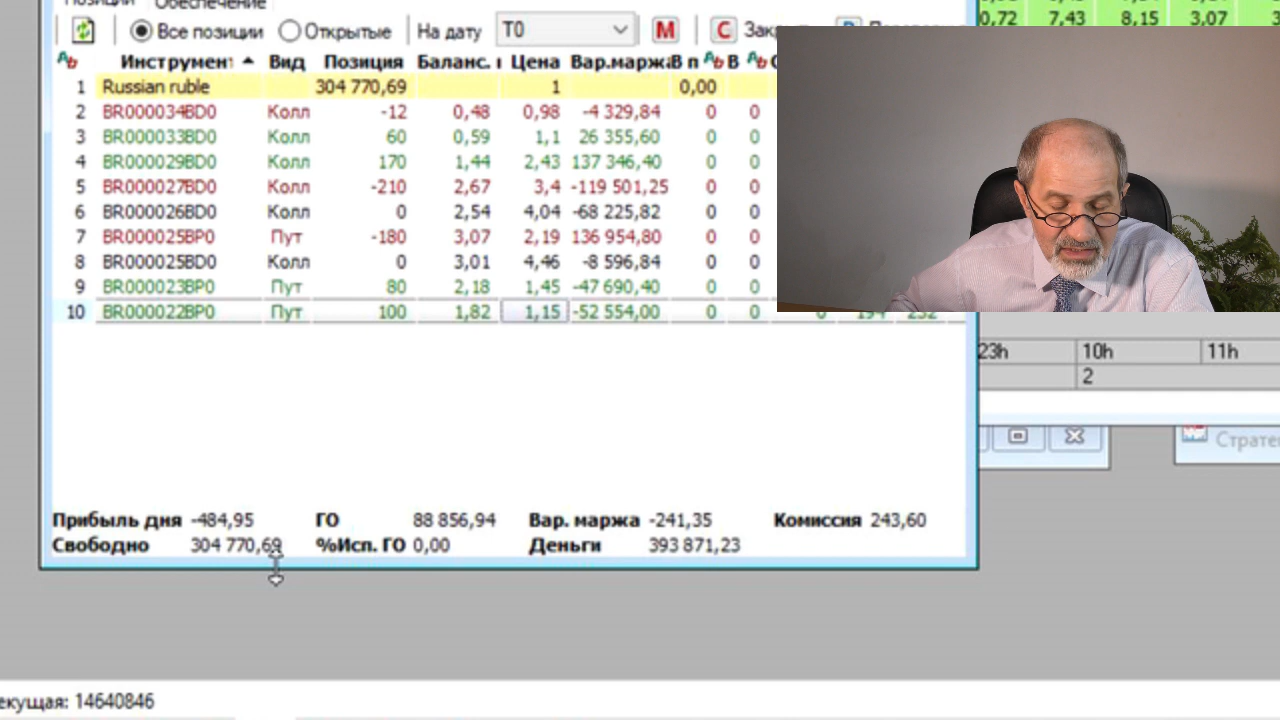 Позиции Обеспечение
Все позиции Открытые На дату T0 M C
0,72 7,43 8,15 3,07
Инструмент Вид Позиция Баланс. Цена Вар.маржа В п В
1 Russian ruble 304 770,69 1 0,00
2 BR000034BD0 Колл -12 0,48 0,98 -4 329,84 0 0
3 BR000033BD0 Колл 60 0,59 1,1 26 355,60 0 0
4 BR000029BD0 Колл 170 1,44 2,43 137 346,40 0 0
5 BR000027BD0 Колл -210 2,67 3,4 -119 501,25 0 0
6 BR000026BD0 Колл 0 2,54 4,04 -68 225,82 0 0
7 BR000025BP0 Пут -180 3,07 2,19 136 954,80 0 0
8 BR000025BD0 Колл 0 3,01 4,46 -8 596,84 0 0
9 BR000023BP0 Пут 80 2,18 1,45 -47 690,40 0 0
10 BR000022BP0 Пут 100 1,82 1,15 -52 554,00 0 0
23h 10h 11h
2
Страте
Прибыль дня -484,95 ГО 88 856,94 Вар. маржа -241,35 Комиссия 243,60
Свободно 304 770,69 %Исп. ГО 0,00 Деньги 393 871,23
екущая: 14640846